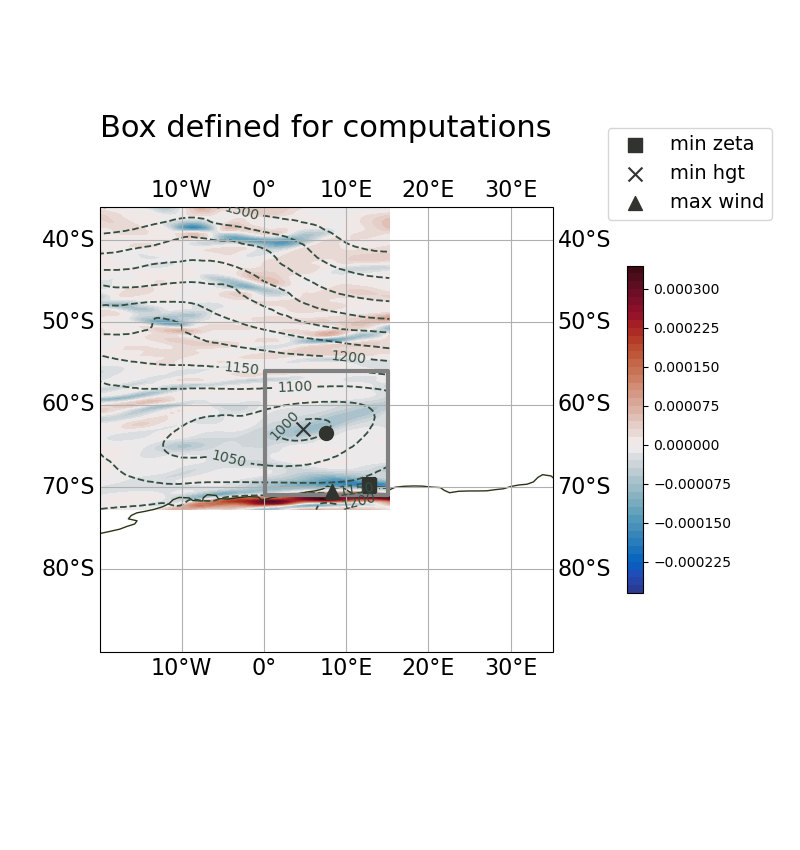 Box defined for computations
min zeta
min hgt
max wind
10°W 0° 10°E 20°E 30°E
40°S 40°S
50°S 50°S
60°S 60°S
70°S 70°S
80°S 80°S
10°W 0° 10°E 20°E 30°E
1500
1150
1200
1100
1000
1050
1200
0.000300
0.000225
0.000150
0.000075
0.000000
−0.000075
−0.000150
−0.000225